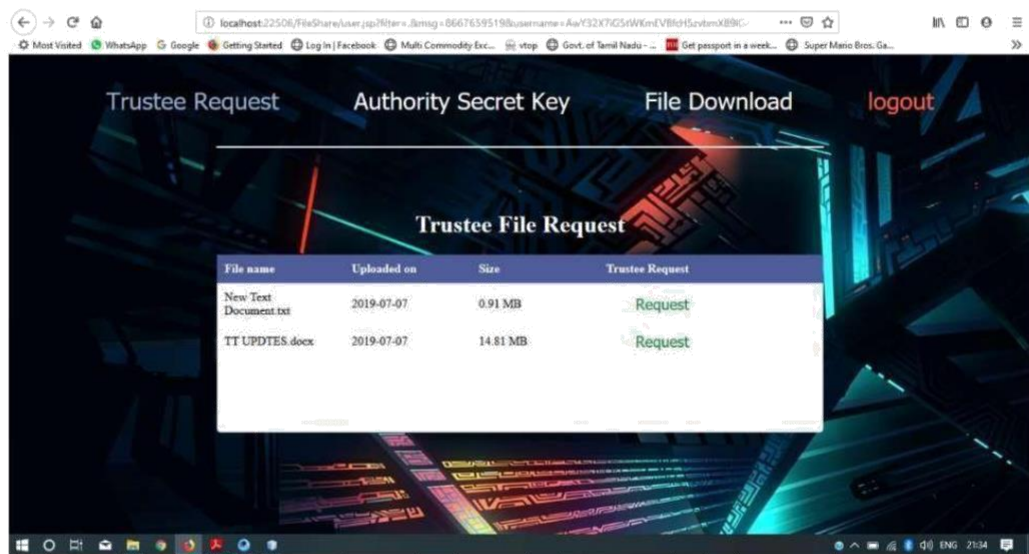 localhost:22506/FileShare/user.jsp?filter=.&msg=8667659519&username=
Most Visited WhatsApp Google Getting Started Log In | Facebook Multi Commodity Exc... vtop Govt. of Tamil Nadu - ... Get passport in a week... Super Mario Bros. Ga...
Trustee Request Authority Secret Key File Download logout
Trustee File Request
File name Uploaded on Size Trustee Request
New Text
Document.txt 2019-07-07 0.91 MB Request
TT UPDTES.docx 2019-07-07 14.81 MB Request
ENG 21:34